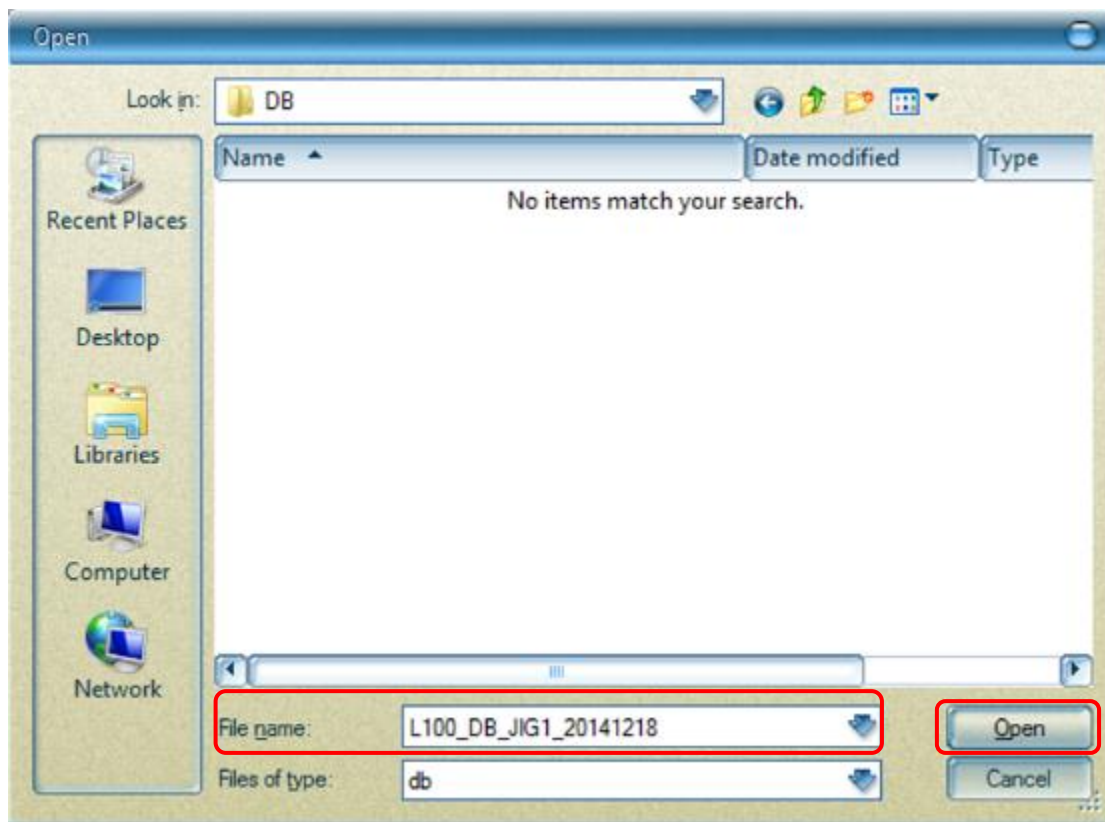 Open
Look in:
DB
Name
Date modified
Type
No items match your search.
Recent Places
Desktop
Libraries
Computer
Network
File name:
L100_DB_JIG1_20141218
Open
Files of type:
db
Cancel